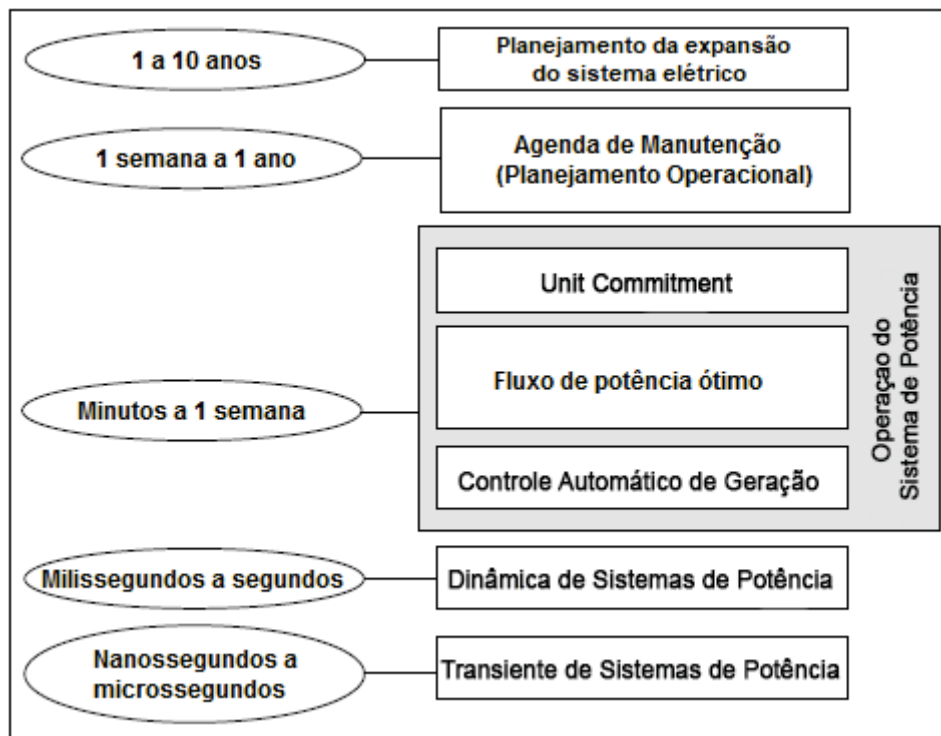 1 a 10 anos
Planejamento da expansão
do sistema elétrico
1 semana a 1 ano
Agenda de Manutenção
(Planejamento Operacional)
Minutos a 1 semana
Unit Commitment
Fluxo de potência ótimo
Controle Automático de Geração
Operaçao do
Sistema de Potência
Milissegundos a segundos
Dinâmica de Sistemas de Potência
Nanossegundos a
microssegundos
Transiente de Sistemas de Potência